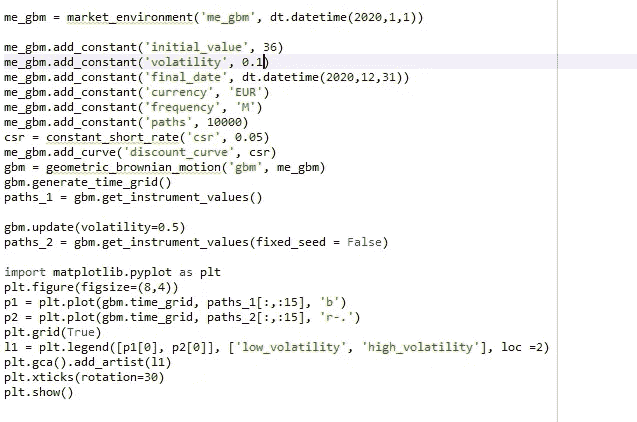 me_gbm = market_environment('me_gbm', dt.datetime(2020,1,1))
me_gbm.add_constant('initial_value', 36)
me_gbm.add_constant('volatility', 0.1)
me_gbm.add_constant('final_date', dt.datetime(2020,12,31))
me_gbm.add_constant('currency', 'EUR')
me_gbm.add_constant('frequency', 'M')
me_gbm.add_constant('paths', 10000)
csr = constant_short_rate('csr', 0.05)
me_gbm.add_curve('discount_curve', csr)
gbm = geometric_brownian_motion('gbm', me_gbm)
gbm.generate_time_grid()
paths_1 = gbm.get_instrument_values()
gbm.update(volatility=0.5)
paths_2 = gbm.get_instrument_values(fixed_seed = False)
import matplotlib.pyplot as plt
plt.figure(figsize=(8,4))
p1 = plt.plot(gbm.time_grid, paths_1[:,:15], 'b')
p2 = plt.plot(gbm.time_grid, paths_2[:,:15], 'r-.')
plt.grid(True)
l1 = plt.legend([p1[0], p2[0]], ['low_volatility', 'high_volatility'], loc =2)
plt.gca().add_artist(l1)
plt.xticks(rotation=30)
plt.show()